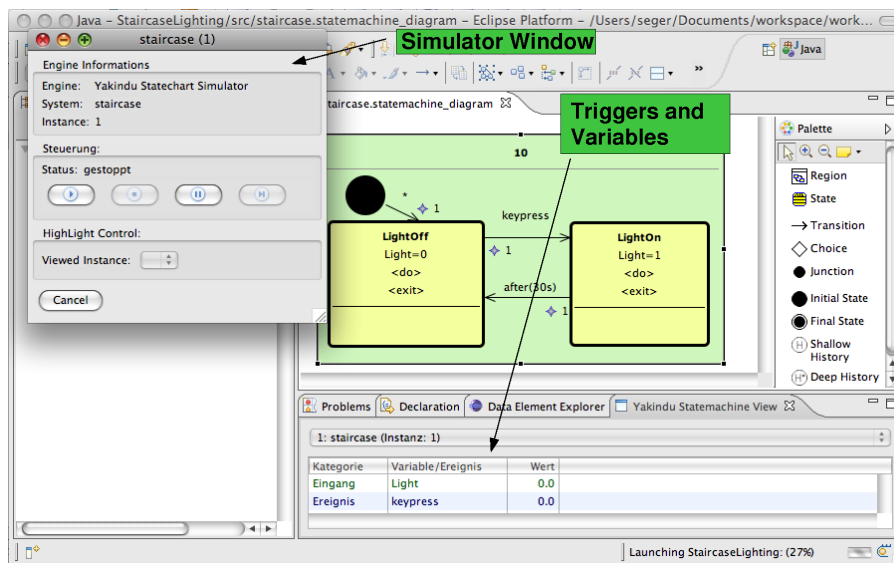 Java – StaircaseLighting/src/staircase.statemachine_diagram – Eclipse Platform – /Users/seger/Documents/workspace/work...
staircase (1)
Simulator Window
Java
Engine Informations
Engine: Yakindu Statechart Simulator
System: staircase
Instance: 1
Steuerung:
Status: gestoppt
HighLight Control:
Viewed Instance:
Cancel
taircase.statemachine_diagram
Triggers and
Variables
10
*
1
keypress
LightOff
Light=0
<do>
<exit>
1
LightOn
Light=1
<do>
<exit>
after(30s)
1
Palette
Region
State
Transition
Choice
Junction
Initial State
Final State
H Shallow
History
H* Deep History
Problems
Declaration
Data Element Explorer
Yakindu Statemachine View
1: staircase (Instanz: 1)
Kategorie Variable/Ereignis Wert
Eingang Light 0.0
Ereignis keypress 0.0
Launching StaircaseLighting: (27%)